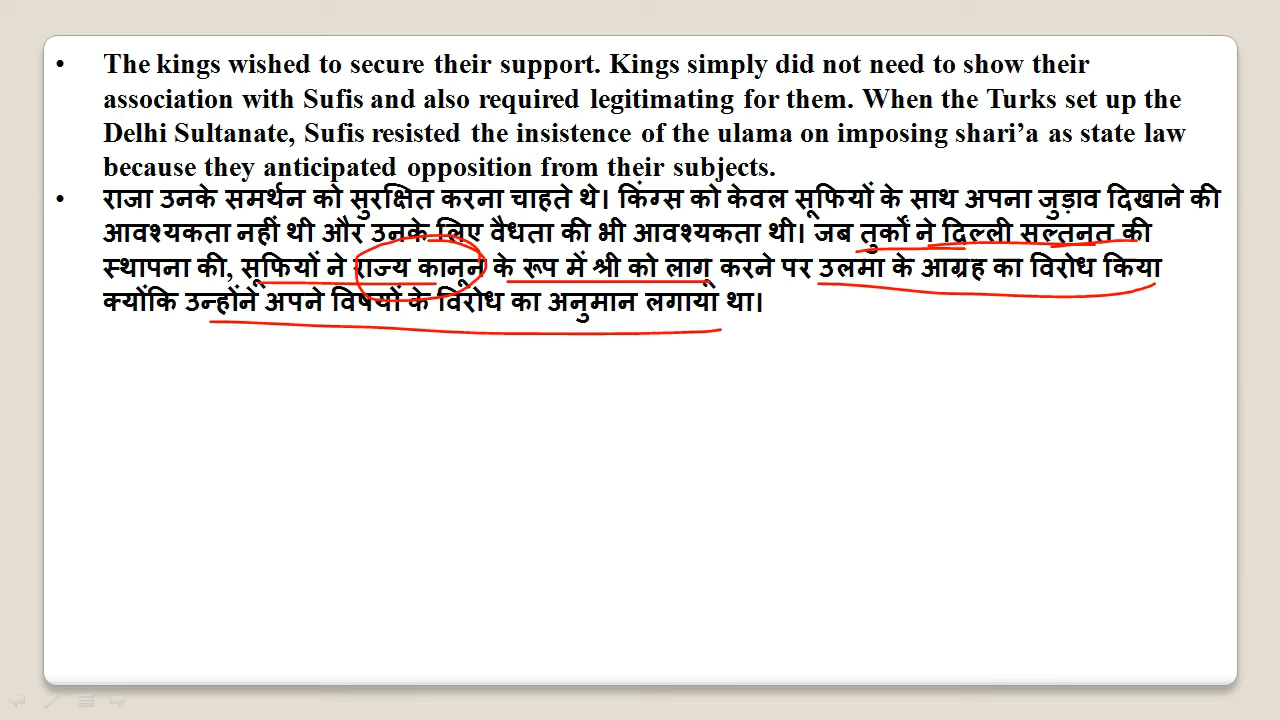 • The kings wished to secure their support. Kings simply did not need to show their
association with Sufis and also required legitimating for them. When the Turks set up the
Delhi Sultanate, Sufis resisted the insistence of the ulama on imposing shari’a as state law
because they anticipated opposition from their subjects.
• राजा उनके समर्थन को सुरक्षित करना चाहते थे। किंग्स को केवल सूफियों के साथ अपना जुड़ाव दिखाने की
आवश्यकता नहीं थी और उनके लिए वैधता की भी आवश्यकता थी। जब तुर्कों ने दिल्ली सल्तनत की
स्थापना की, सूफियों ने राज्य कानून के रूप में श्री को लागू करने पर उलमा के आग्रह का विरोध किया
क्योंकि उन्होंने अपने विषयों के विरोध का अनुमान लगाया था।